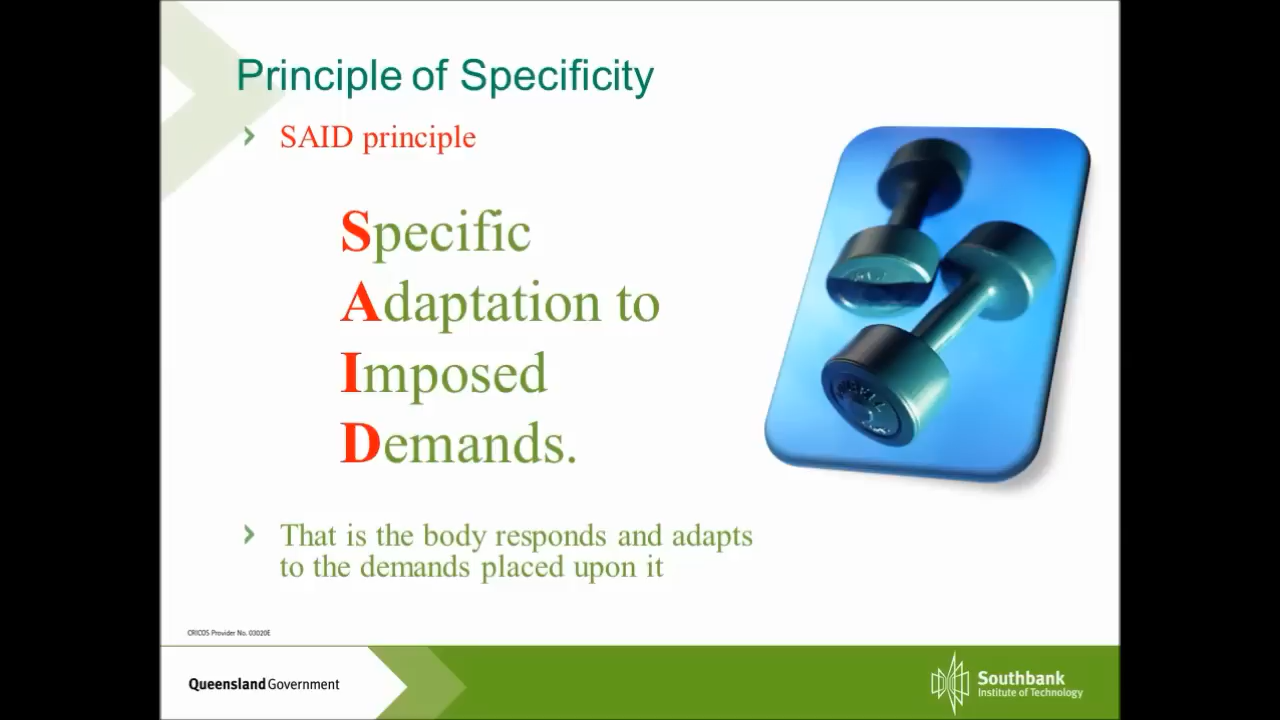 Principle of Specificity
SAID principle
Specific
Adaptation to
Imposed
Demands.
That is the body responds and adapts
to the demands placed upon it
CRICOS Provider No. 03020E
Queensland Government
Southbank
Institute of Technology